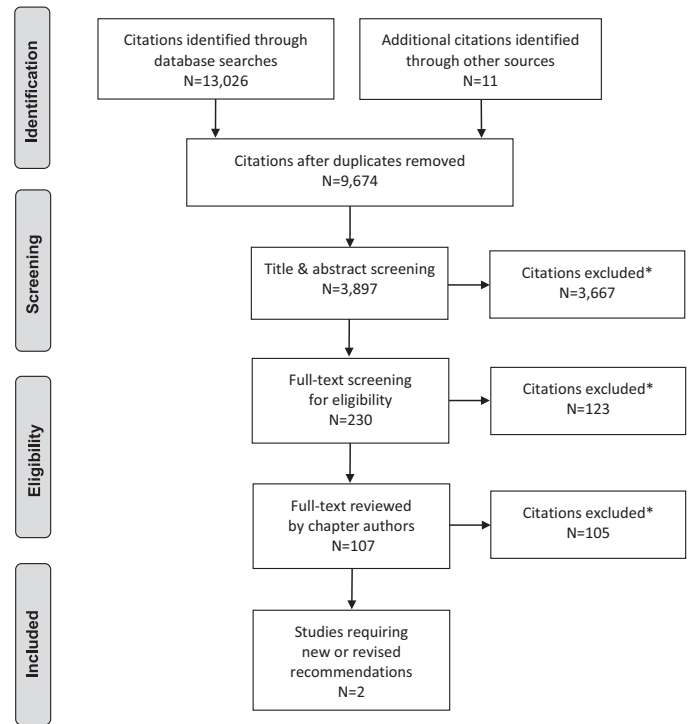 Identification
Citations identified through
database searches
N=13,026
Additional citations identified
through other sources
N=11
Citations after duplicates removed
N=9,674
Screening
Title & abstract screening
N=3,897
Citations excluded*
N=3,667
Eligibility
Full-text screening
for eligibility
N=230
Citations excluded*
N=123
Full-text reviewed
by chapter authors
N=107
Citations excluded*
N=105
Included
Studies requiring
new or revised
recommendations
N=2